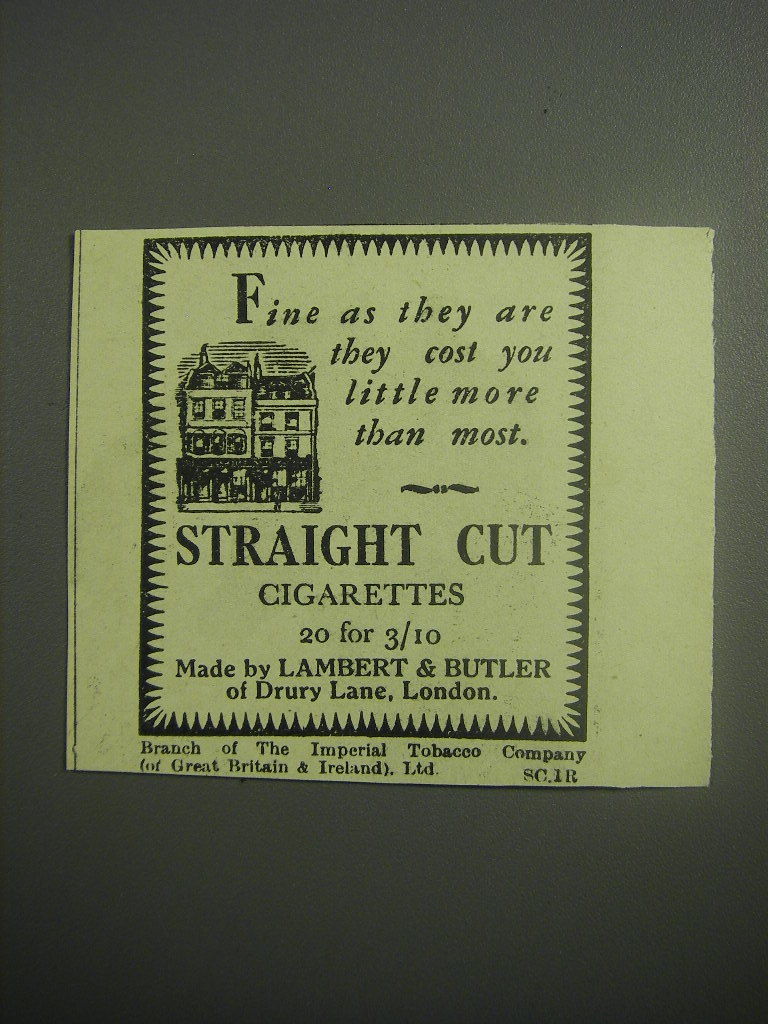 Fine as they are
they cost you
little more
than most.
STRAIGHT CUT
CIGARETTES
20 for 3/10
Made by LAMBERT & BUTLER
of Drury Lane, London.
Branch of The Imperial Tobacco Company
(of Great Britain & Ireland), Ltd.
SC.1R